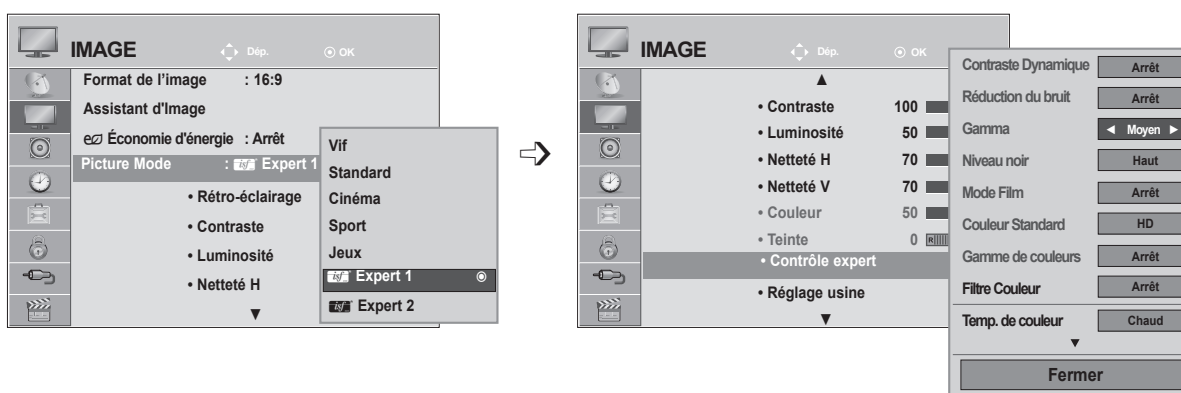 IMAGE
Dép.
OK
Format de l'image : 16:9
Assistant d'Image
Économie d'énergie : Arrêt
Picture Mode : isf Expert 1
• Rétro-éclairage
• Contraste
• Luminosité
• Netteté H
Vif
Standard
Cinéma
Sport
Jeux
isf Expert 1
isf Expert 2
IMAGE
Dép.
OK
• Contraste 100
• Luminosité 50
• Netteté H 70
• Netteté V 70
• Couleur 50
• Teinte 0 R
• Contrôle expert
• Réglage usine
Contraste Dynamique Arrêt
Réduction du bruit Arrêt
Gamma Moyen
Niveau noir Haut
Mode Film Arrêt
Couleur Standard HD
Gamme de couleurs Arrêt
Filtre Couleur Arrêt
Temp. de couleur Chaud
Fermer